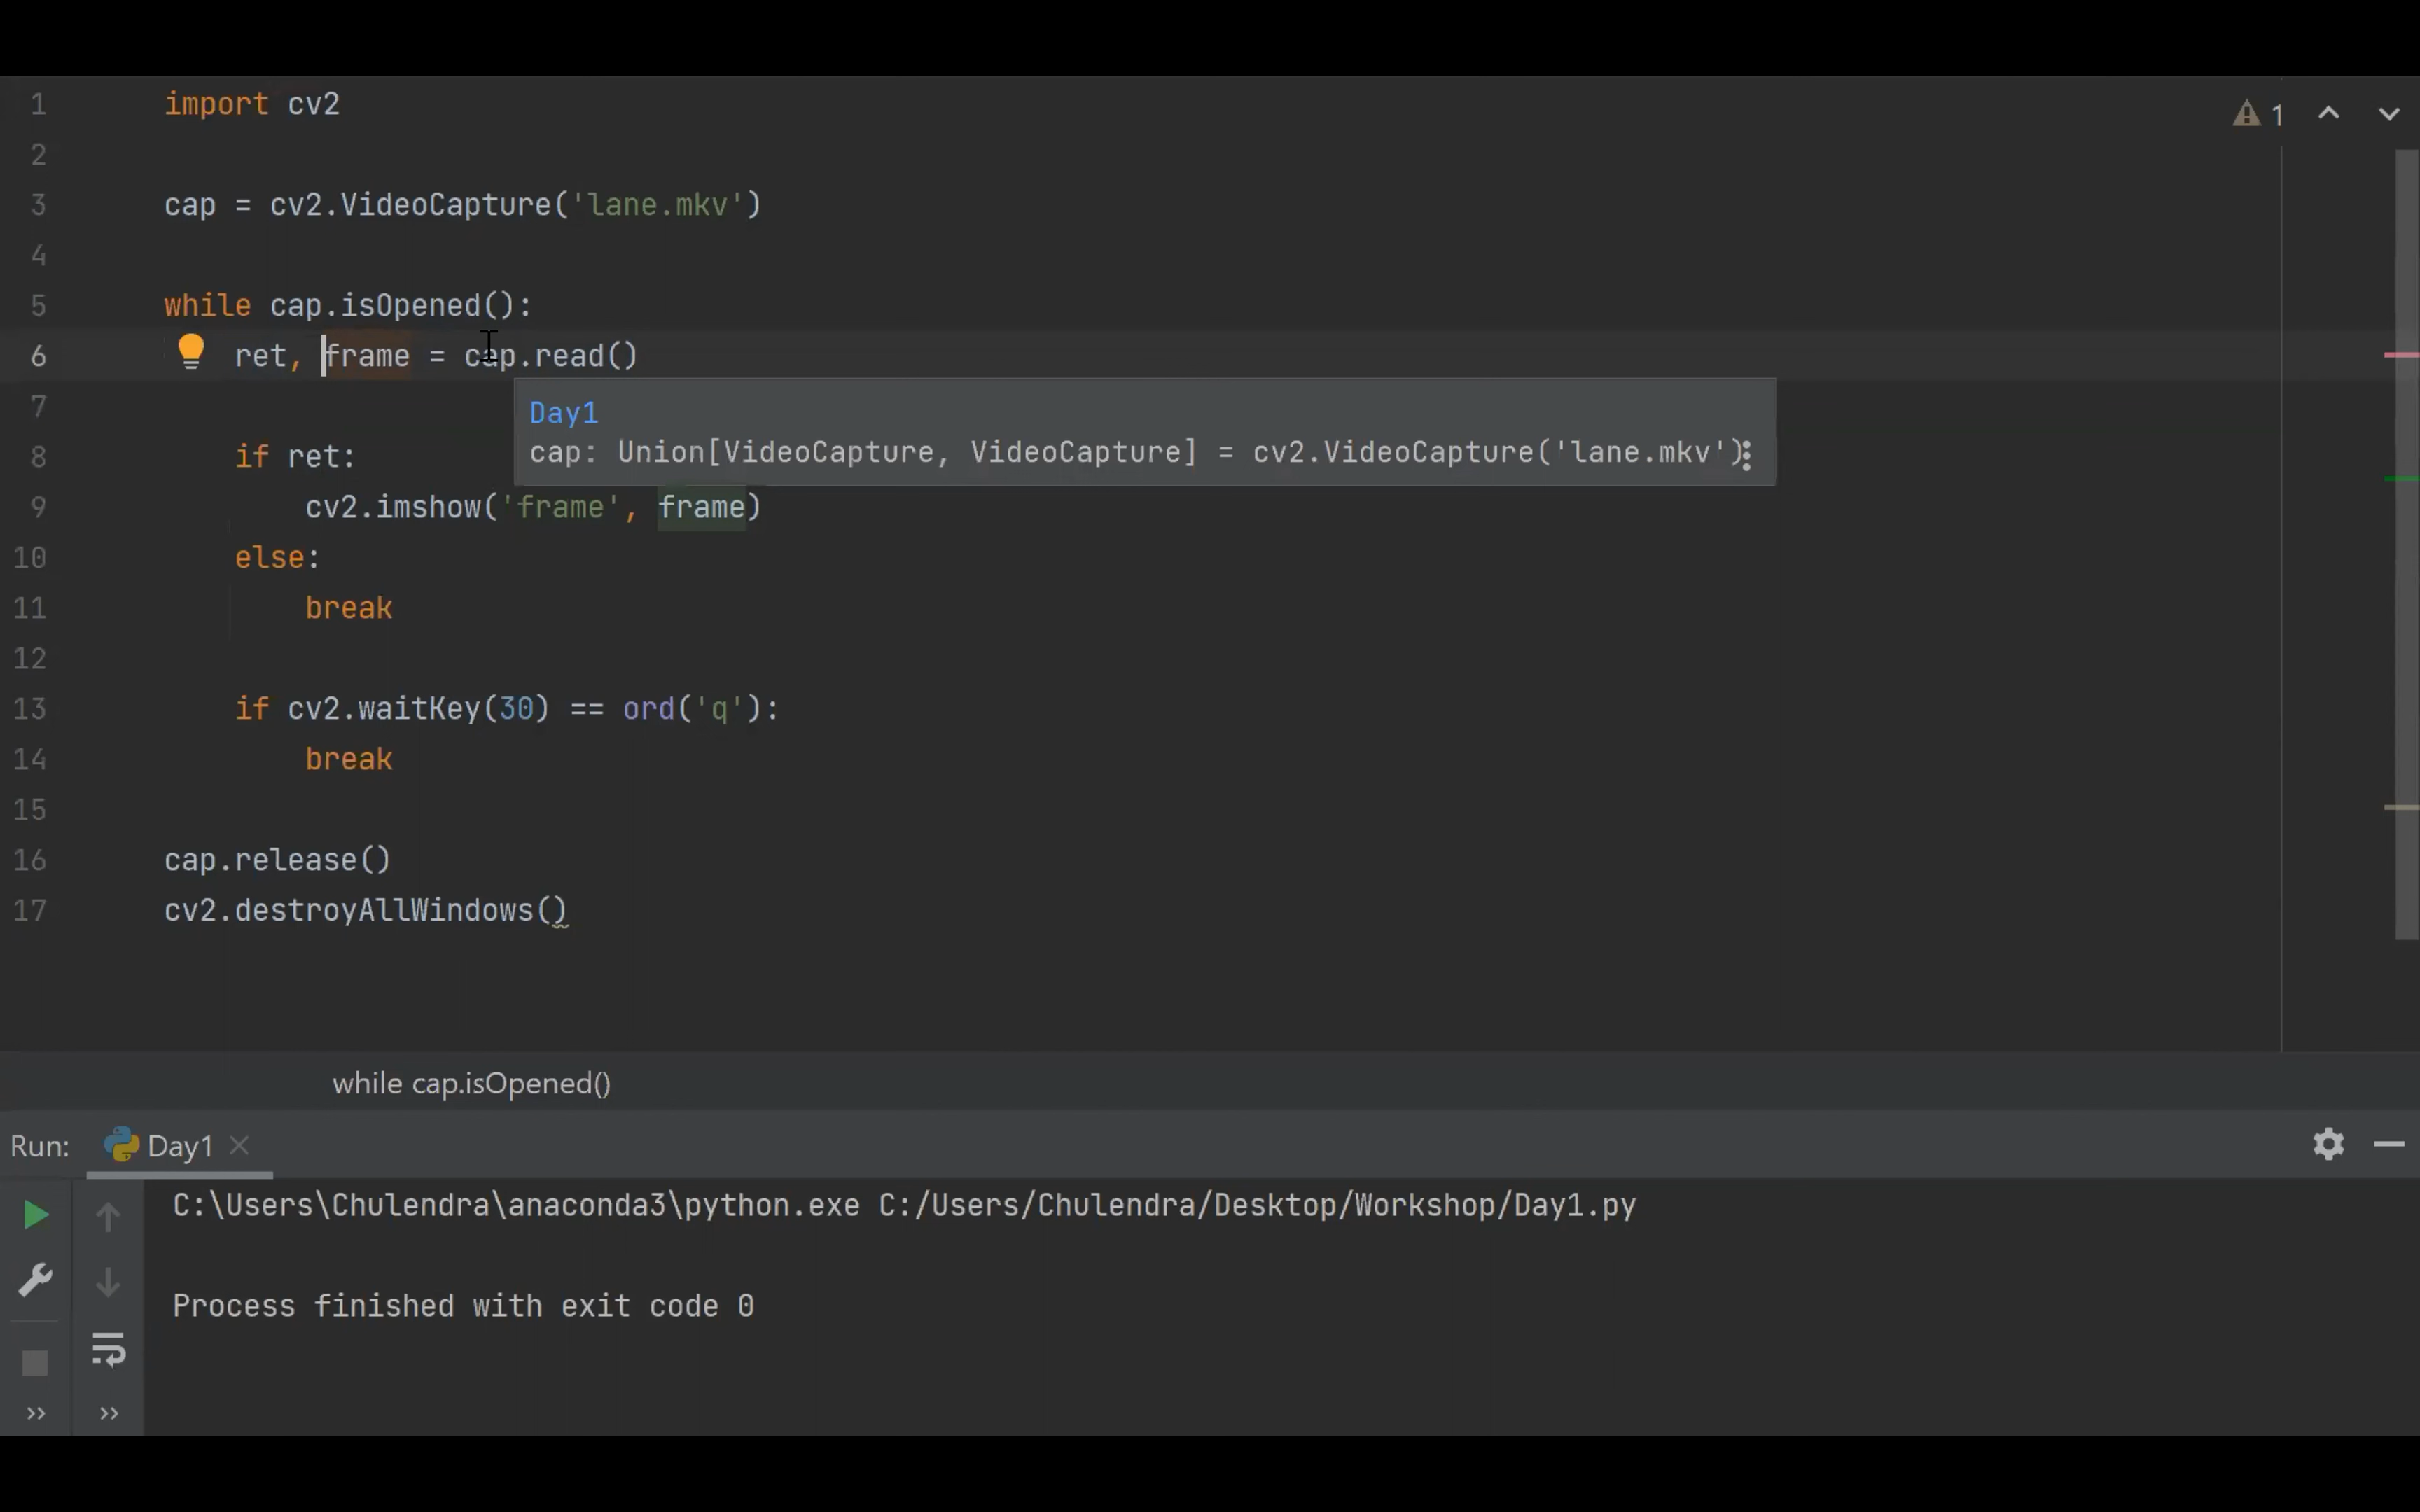 1 import cv2
2
3 cap = cv2.VideoCapture('lane.mkv')
4
5 while cap.isOpened():
6 ret, frame = cap.read()
7
8 if ret:
9 cv2.imshow('frame', frame)
10 else:
11 break
12
13 if cv2.waitKey(30) == ord('q'):
14 break
15
16 cap.release()
17 cv2.destroyAllWindows()
1
Day1
cap: Union[VideoCapture, VideoCapture] = cv2.VideoCapture('lane.mkv')
while cap.isOpened()
Run: Day1
C:\Users\Chulendra\anaconda3\python.exe C:/Users/Chulendra/Desktop/Workshop/Day1.py
Process finished with exit code 0